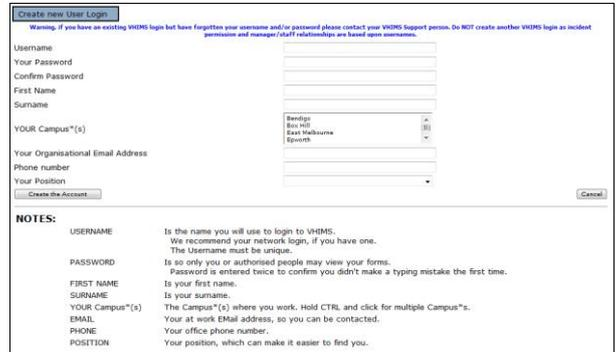 Create new User Login
Warning, if you have an existing VHIMS login but have forgotten your username and/or password please contact your VHIMS Support person. Do NOT create another VHIMS login as incident
permission and manager/staff relationships are based upon usernames.
Username
Your Password
Confirm Password
First Name
Surname
YOUR Campus"(s)
Bendigo
Box Hill
East Melbourne
Epworth
Your Organisational Email Address
Phone number
Your Position
Create the Account
Cancel
NOTES:
USERNAME Is the name you will use to login to VHIMS.
We recommend your network login, if you have one.
The Username must be unique.
PASSWORD Is so only you or authorised people may view your forms.
Password is entered twice to confirm you didn't make a typing mistake the first time.
FIRST NAME Is your first name.
SURNAME Is your surname.
YOUR Campus"(s) The Campus"(s) where you work. Hold CTRL and click for multiple Campus"s.
EMAIL Your at work EMail address, so you can be contacted.
PHONE Your office phone number.
POSITION Your position, which can make it easier to find you.